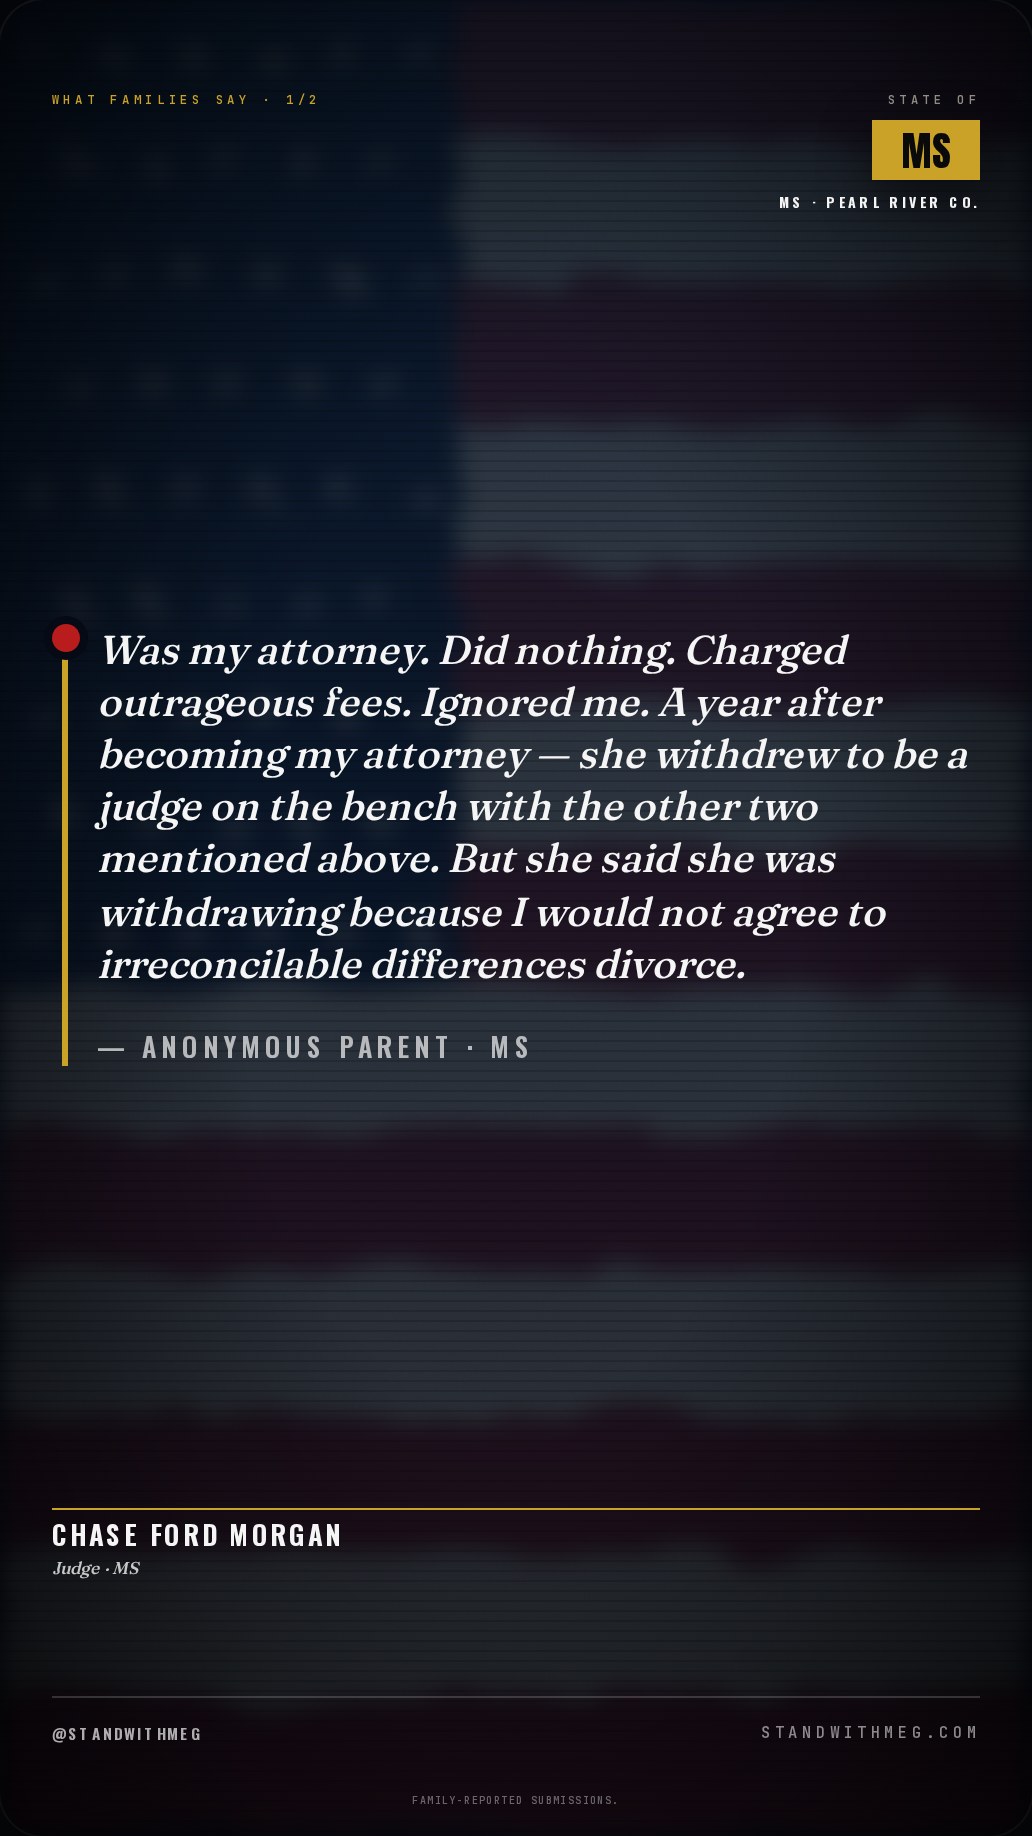 WHAT FAMILIES SAY · 1/2
STATE OF
MS
MS · PEARL RIVER CO.
Was my attorney. Did nothing. Charged
outrageous fees. Ignored me. A year after
becoming my attorney — she withdrew to be a
judge on the bench with the other two
mentioned above. But she said she was
withdrawing because I would not agree to
irreconcilable differences divorce.
— ANONYMOUS PARENT · MS
CHASE FORD MORGAN
Judge · MS
@STANDWITHMEG
STANDWITHMEG.COM
FAMILY-REPORTED SUBMISSIONS.